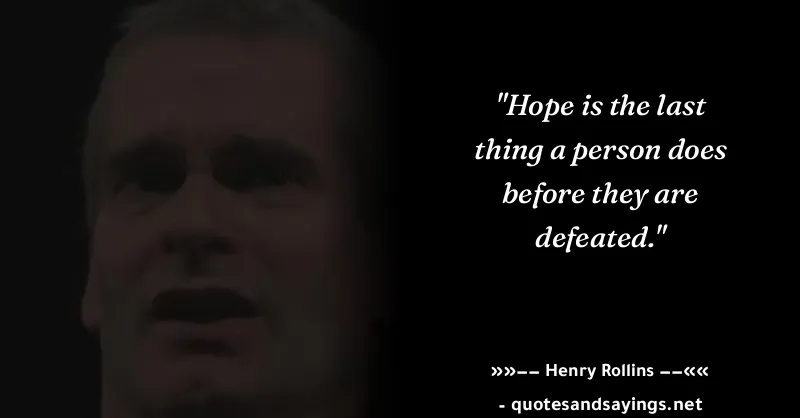 "Hope is the last
thing a person does
before they are
defeated."
»»−− Henry Rollins −−««
- quotesandsayings.net